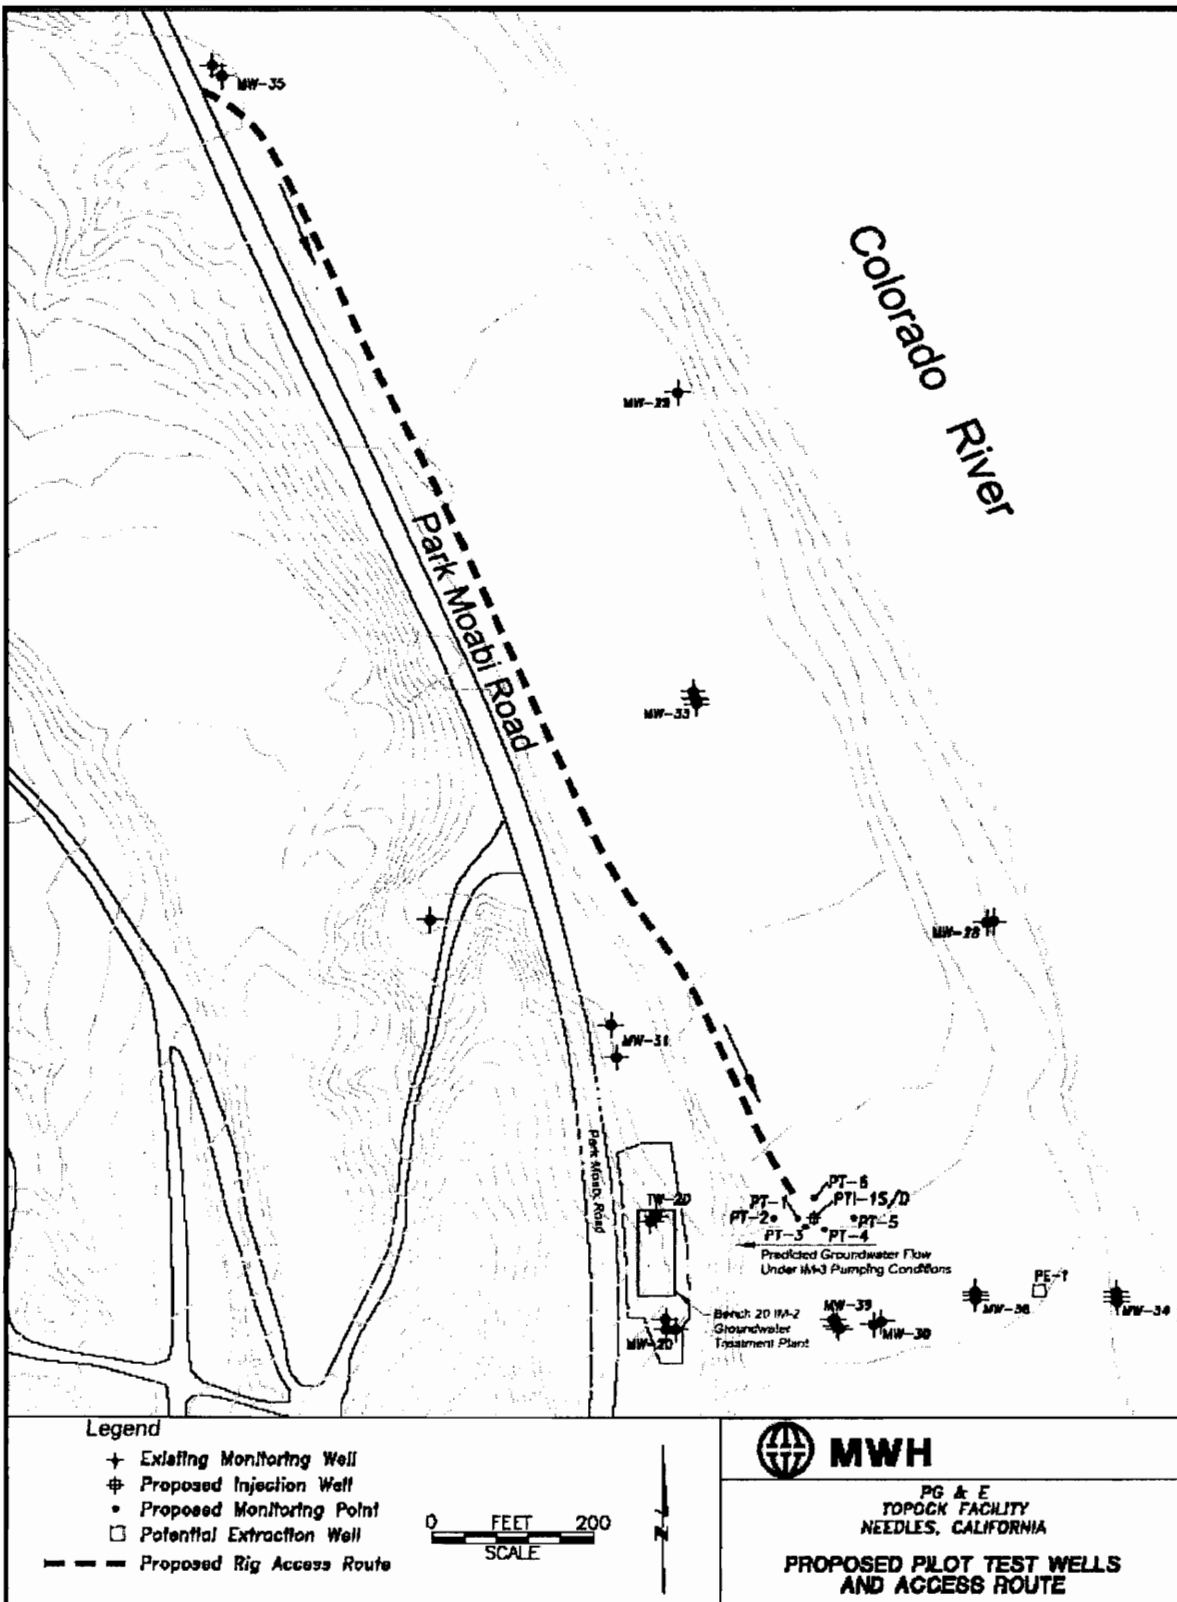 MW-35
Colorado River
MW-22
Park Moabi Road
MW-33
MW-28
MW-31
Park Moabi Road
TW-2D
PT-6
PT-1
PTI-1S/D
PT-2
PT-5
PT-3
PT-4
Predicted Groundwater Flow
Under IM-3 Pumping Conditions
PE-1
MW-36
MW-34
MW-39
MW-30
Bench 20 IM-2
Groundwater
Treatment Plant
MW-20
Legend
Existing Monitoring Well
Proposed Injection Well
Proposed Monitoring Point
Potential Extraction Well
Proposed Rig Access Route
0 FEET 200
SCALE
N
MWH
PG & E
TOPOCK FACILITY
NEEDLES, CALIFORNIA
PROPOSED PILOT TEST WELLS
AND ACCESS ROUTE